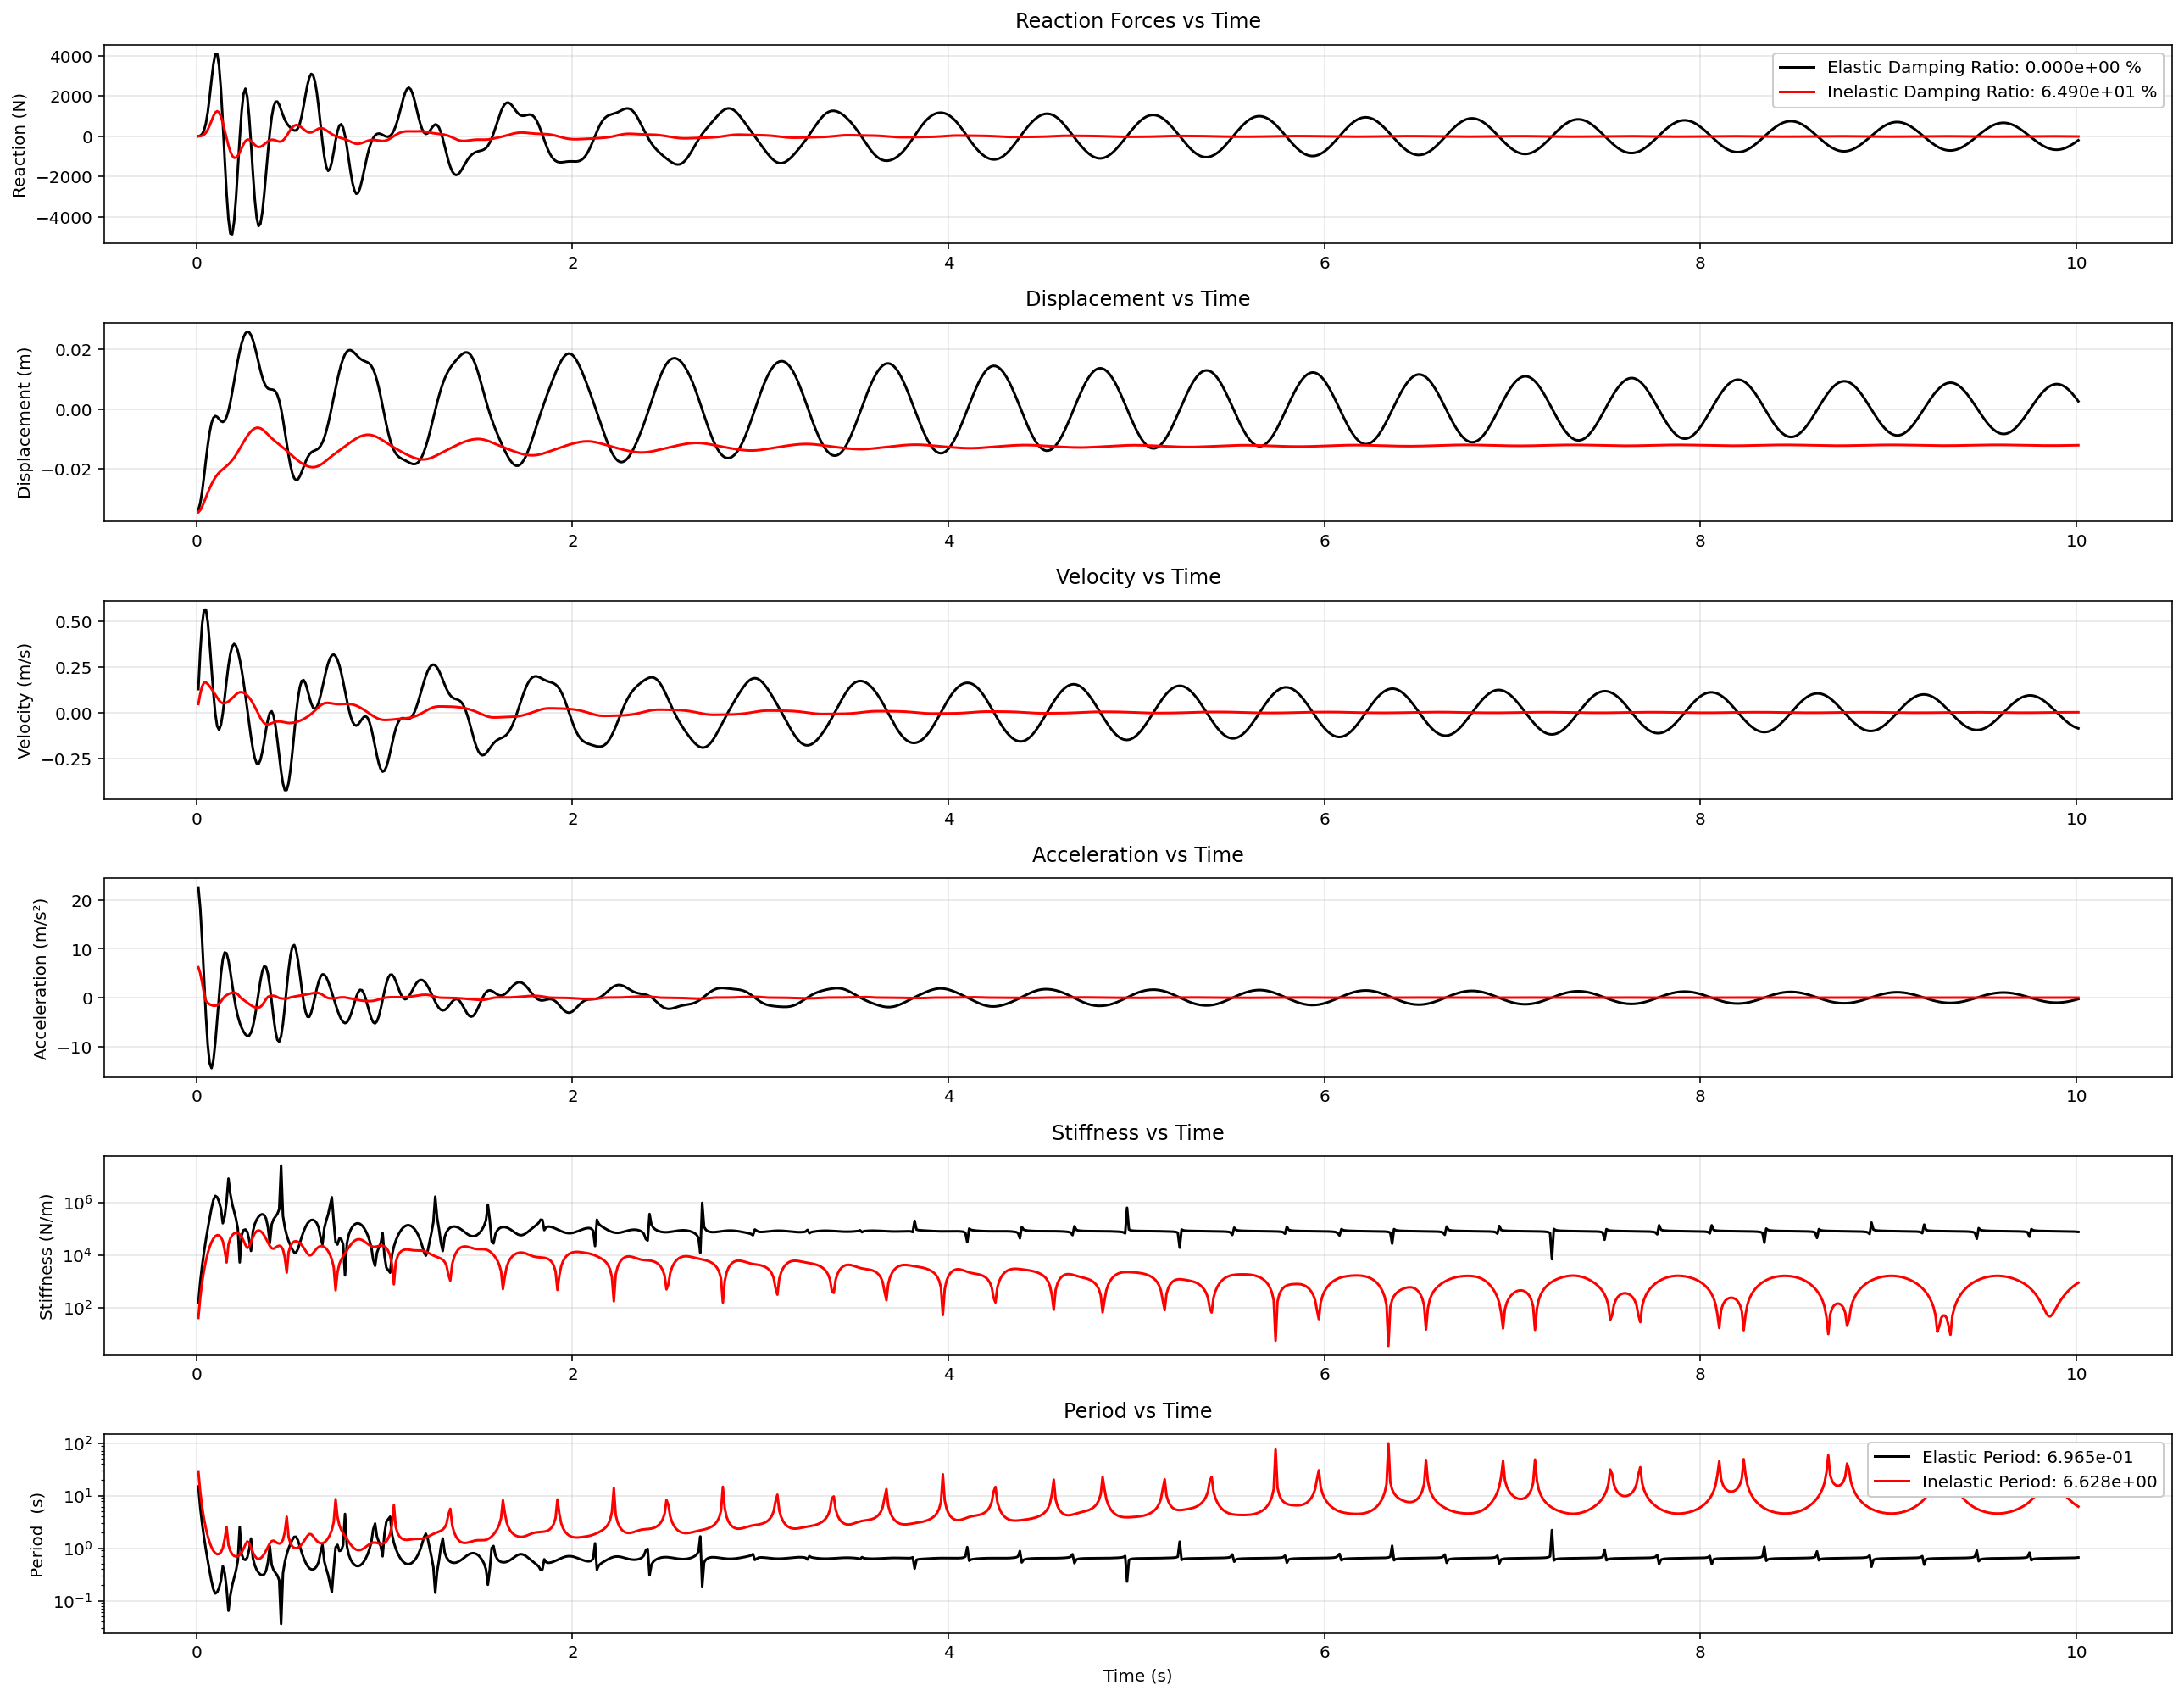 Reaction Forces vs Time
Reaction (N)
4000
2000
0
−2000
−4000
Elastic Damping Ratio: 0.000e+00 %
Inelastic Damping Ratio: 6.490e+01 %
0 2 4 6 8 10
Displacement vs Time
Displacement (m)
0.02
0.00
−0.02
0 2 4 6 8 10
Velocity vs Time
Velocity (m/s)
0.50
0.25
0.00
−0.25
0 2 4 6 8 10
Acceleration vs Time
Acceleration (m/s²)
20
10
0
−10
0 2 4 6 8 10
Stiffness vs Time
Stiffness (N/m)
10⁶
10⁴
10²
0 2 4 6 8 10
Period vs Time
Period (s)
10²
10¹
10⁰
10⁻¹
Elastic Period: 6.965e-01
Inelastic Period: 6.628e+00
0 2 4 6 8 10
Time (s)